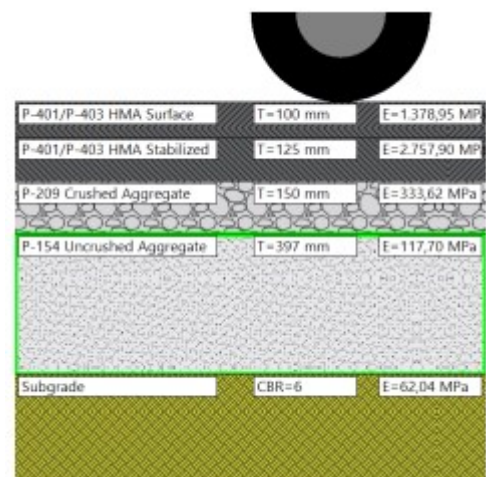 P-401/P-403 HMA Surface T=100 mm E=1.378,95 MP
P-401/P-403 HMA Stabilized T=125 mm E=2.757,90 MP
P-209 Crushed Aggregate T=150 mm E=333,62 MPa
P-154 Uncrushed Aggregate T=397 mm E=117,70 MPa
Subgrade CBR=6 E=62,04 MPa